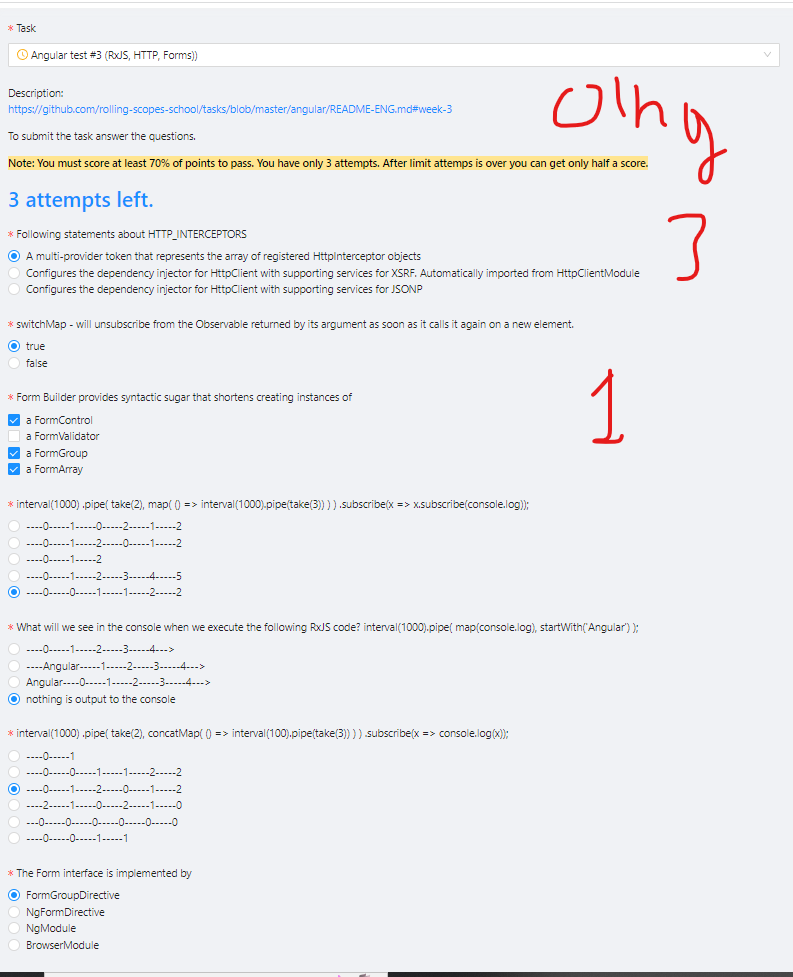 * Task
Angular test #3 (RxJS, HTTP, Forms))
Description:
https://github.com/rolling-scopes-school/tasks/blob/master/angular/README-ENG.md#week-3
To submit the task answer the questions.
Note: You must score at least 70% of points to pass. You have only 3 attempts. After limit attemps is over you can get only half a score.
3 attempts left.
* Following statements about HTTP_INTERCEPTORS
A multi-provider token that represents the array of registered HttpInterceptor objects
Configures the dependency injector for HttpClient with supporting services for XSRF. Automatically imported from HttpClientModule
Configures the dependency injector for HttpClient with supporting services for JSONP
3
* switchMap - will unsubscribe from the Observable returned by its argument as soon as it calls it again on a new element.
true
false
* Form Builder provides syntactic sugar that shortens creating instances of
a FormControl
a FormValidator
a FormGroup
a FormArray
1
* interval(1000) .pipe( take(2), map( () => interval(1000).pipe(take(3)) ) ) .subscribe(x => x.subscribe(console.log));
----0-----1-----0-----2-----1-----2
----0-----1-----2-----0-----1-----2
----0-----1-----2
----0-----1-----2-----3-----4-----5
----0-----0-----1-----1-----2-----2
* What will we see in the console when we execute the following RxJS code? interval(1000).pipe( map(console.log), startWith('Angular') );
----0-----1-----2-----3-----4--->
----Angular-----1-----2-----3-----4--->
Angular----0-----1-----2-----3-----4--->
nothing is output to the console
* interval(1000) .pipe( take(2), concatMap( () => interval(100).pipe(take(3)) ) ) .subscribe(x => console.log(x));
----0-----1
----0-----0-----1-----1-----2-----2
----0-----1-----2-----0-----1-----2
----2-----1-----0-----2-----1-----0
---0-----0-----0-----0-----0-----0
----0-----0-----1-----1
* The Form interface is implemented by
FormGroupDirective
NgFormDirective
NgModule
BrowserModule